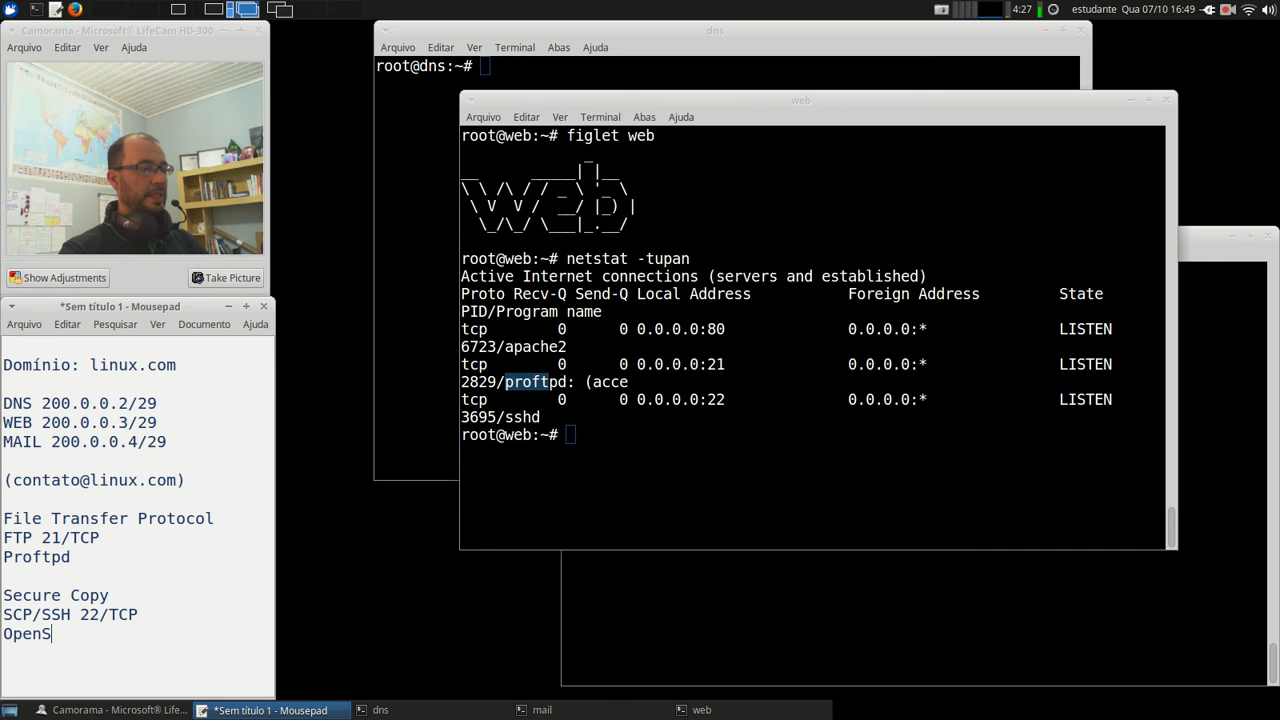 4:27 estudante Qua 07/10 16:49
Camorama - Microsoft® LifeCam HD-300
Arquivo Editar Ver Ajuda
Show Adjustments Take Picture
*Sem título 1 - Mousepad
Arquivo Editar Pesquisar Ver Documento Ajuda
Domínio: linux.com
DNS 200.0.0.2/29
WEB 200.0.0.3/29
MAIL 200.0.0.4/29
(contato@linux.com)
File Transfer Protocol
FTP 21/TCP
Proftpd
Secure Copy
SCP/SSH 22/TCP
OpenS
dns
Arquivo Editar Ver Terminal Abas Ajuda
root@dns:~#
web
Arquivo Editar Ver Terminal Abas Ajuda
root@web:~# figlet web
web
root@web:~# netstat -tupan
Active Internet connections (servers and established)
Proto Recv-Q Send-Q Local Address Foreign Address State
PID/Program name
tcp 0 0 0.0.0.0:80 0.0.0.0:* LISTEN
6723/apache2
tcp 0 0 0.0.0.0:21 0.0.0.0:* LISTEN
2829/proftpd: (acce
tcp 0 0 0.0.0.0:22 0.0.0.0:* LISTEN
3695/sshd
root@web:~#
Camorama - Microsoft® LifeC... *Sem título 1 - Mousepad dns mail web